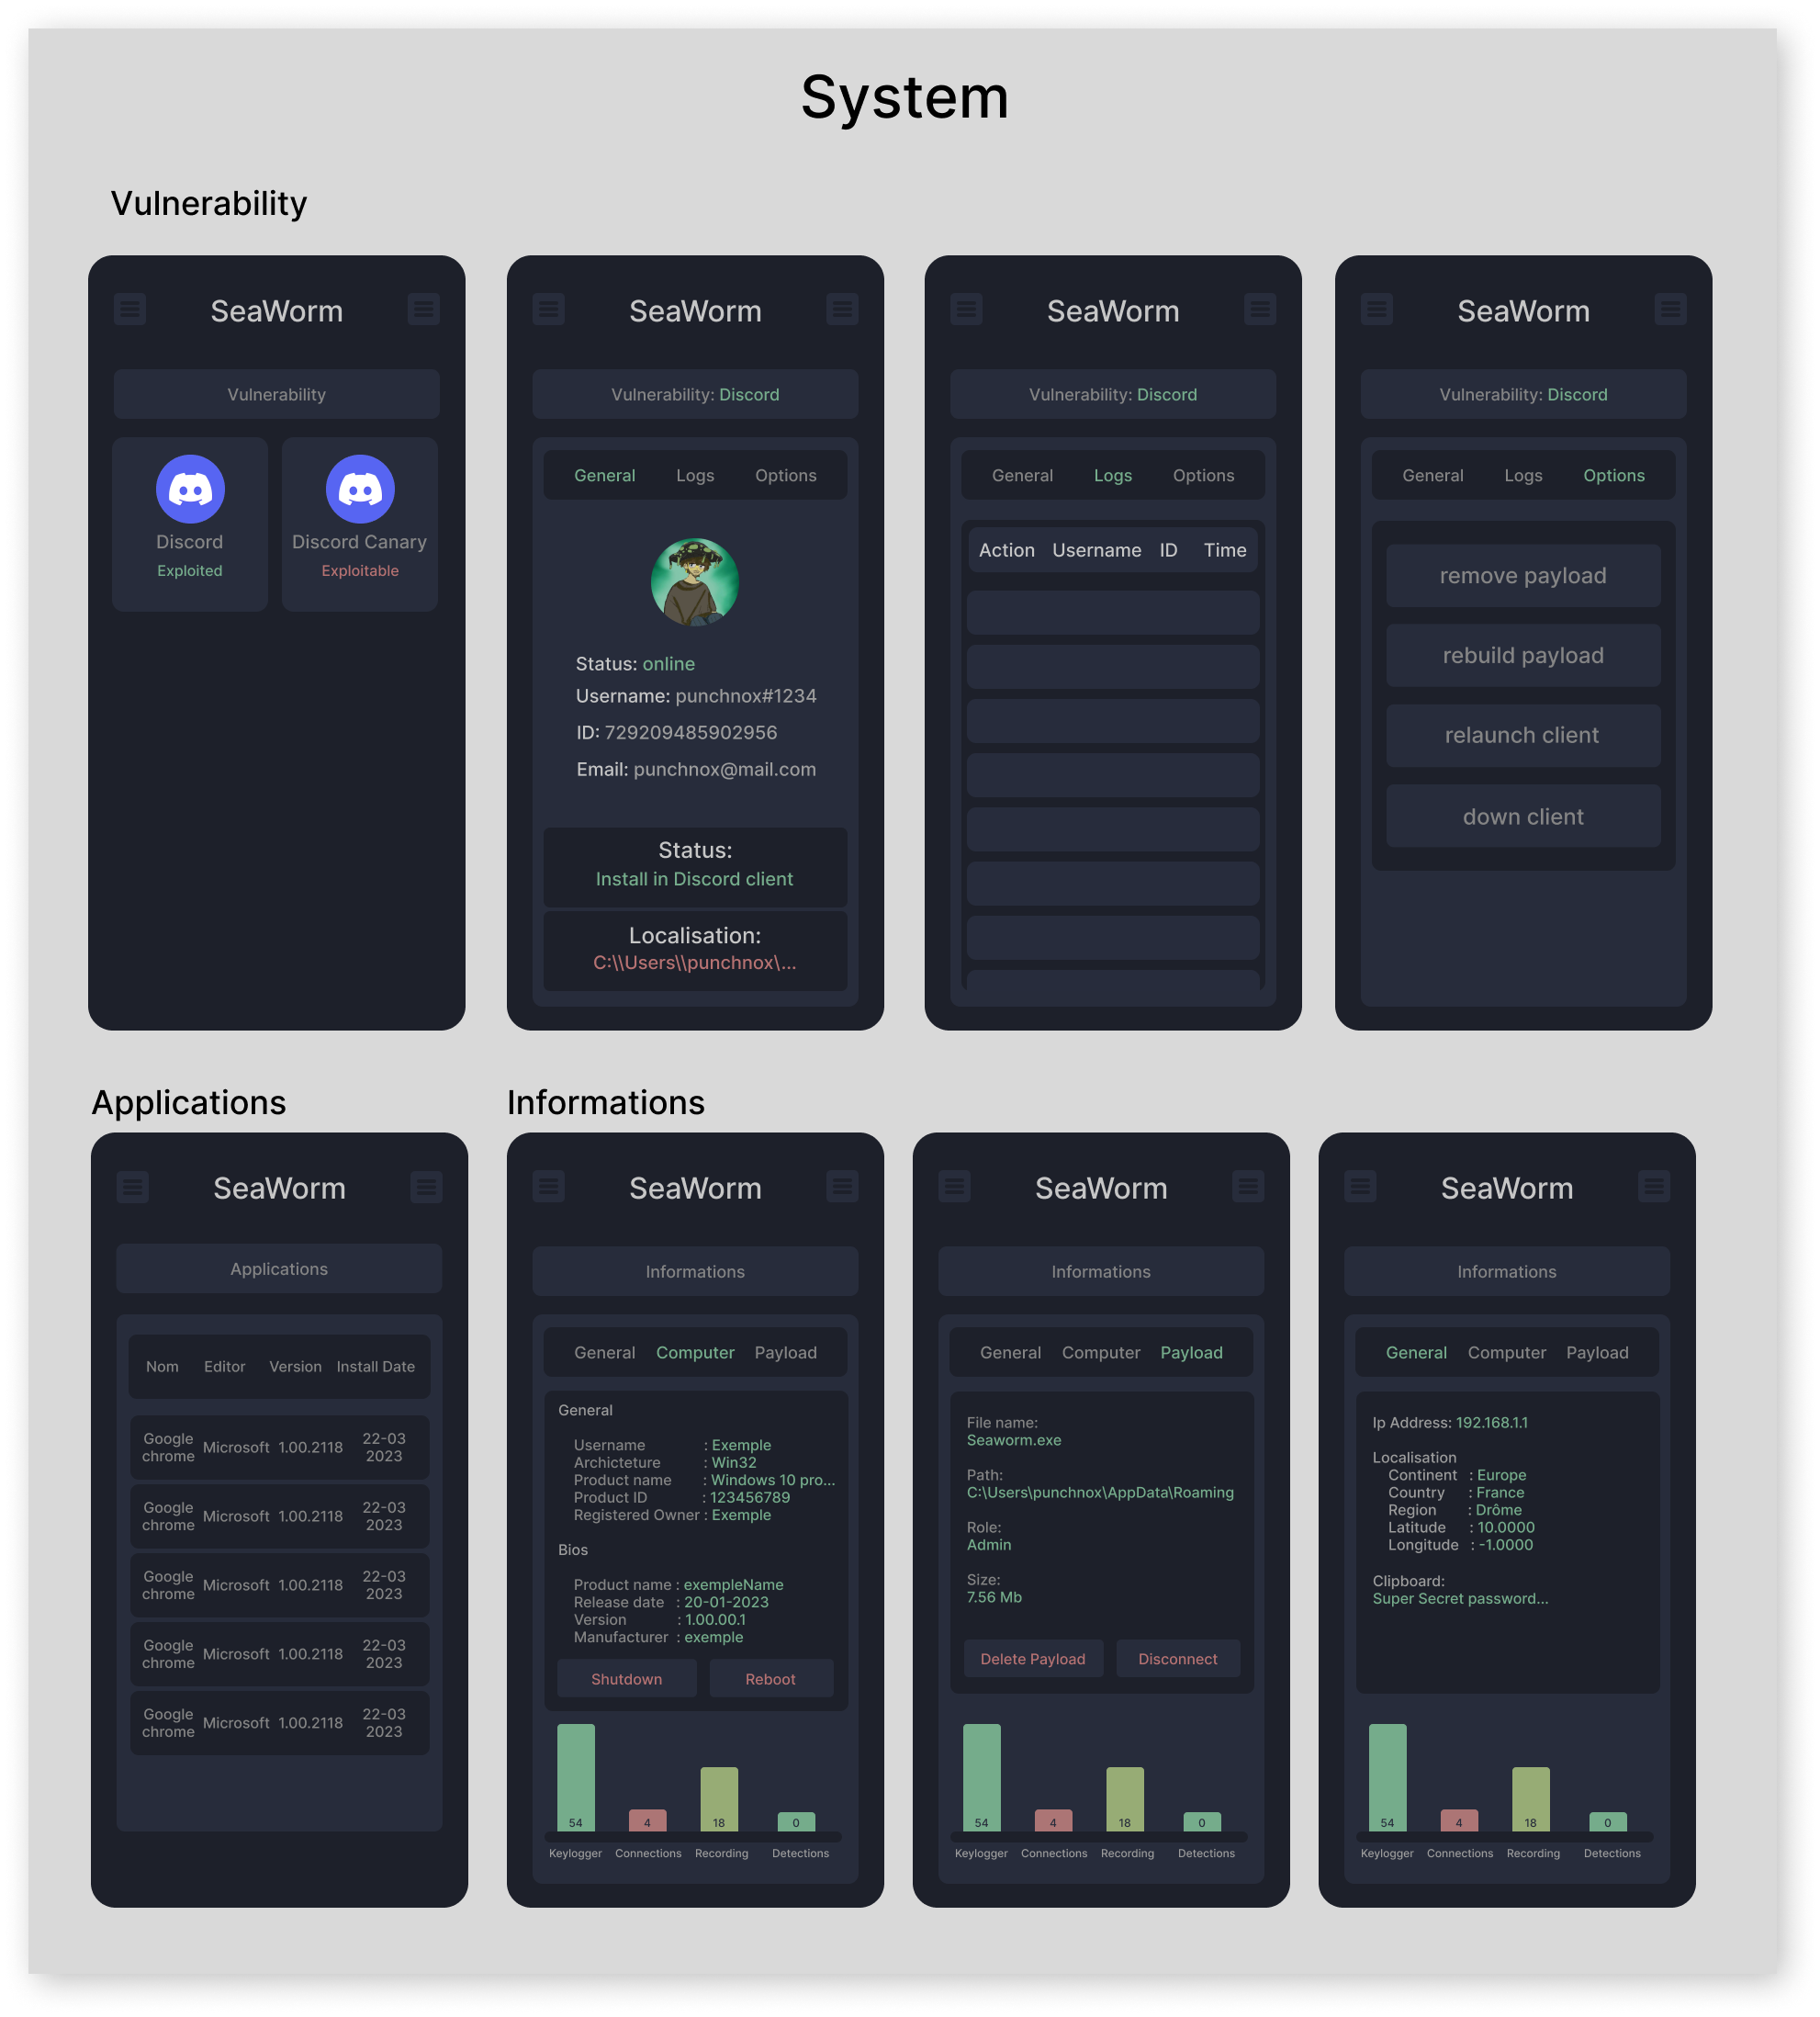 System
Vulnerability
SeaWorm
Vulnerability
Discord
Exploited
Discord Canary
Exploitable
SeaWorm
Vulnerability: Discord
General Logs Options
Status: online
Username: punchnox#1234
ID: 729209485902956
Email: punchnox@mail.com
Status:
Install in Discord client
Localisation:
C:\\Users\\punchnox\...
SeaWorm
Vulnerability: Discord
General Logs Options
Action Username ID Time
SeaWorm
Vulnerability: Discord
General Logs Options
remove payload
rebuild payload
relaunch client
down client
Applications
SeaWorm
Applications
Nom Editor Version Install Date
Google chrome Microsoft 1.00.2118 22-03 2023
Google chrome Microsoft 1.00.2118 22-03 2023
Google chrome Microsoft 1.00.2118 22-03 2023
Google chrome Microsoft 1.00.2118 22-03 2023
Google chrome Microsoft 1.00.2118 22-03 2023
Informations
SeaWorm
Informations
General Computer Payload
General
Username : Exemple
Archicteture : Win32
Product name : Windows 10 pro...
Product ID : 123456789
Registered Owner : Exemple
Bios
Product name : exempleName
Release date : 20-01-2023
Version : 1.00.00.1
Manufacturer : exemple
Shutdown Reboot
54 4 18 0
Keylogger Connections Recording Detections
SeaWorm
Informations
General Computer Payload
File name:
Seaworm.exe
Path:
C:\Users\punchnox\AppData\Roaming
Role:
Admin
Size:
7.56 Mb
Delete Payload Disconnect
54 4 18 0
Keylogger Connections Recording Detections
SeaWorm
Informations
General Computer Payload
Ip Address: 192.168.1.1
Localisation
Continent : Europe
Country : France
Region : Drôme
Latitude : 10.0000
Longitude : -1.0000
Clipboard:
Super Secret password...
54 4 18 0
Keylogger Connections Recording Detections